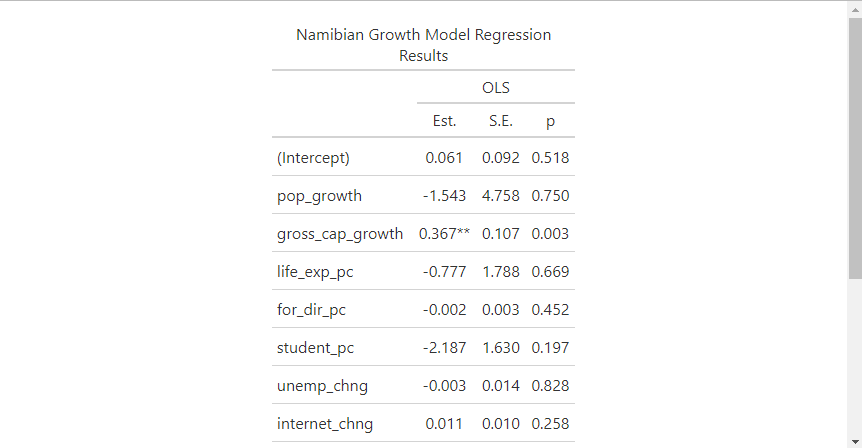 Namibian Growth Model Regression
Results
OLS
Est. S.E. p
(Intercept) 0.061 0.092 0.518
pop_growth -1.543 4.758 0.750
gross_cap_growth 0.367** 0.107 0.003
life_exp_pc -0.777 1.788 0.669
for_dir_pc -0.002 0.003 0.452
student_pc -2.187 1.630 0.197
unemp_chng -0.003 0.014 0.828
internet_chng 0.011 0.010 0.258